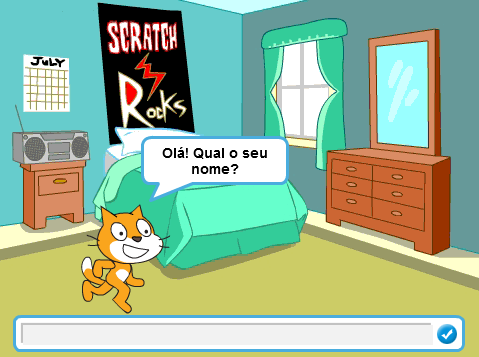 SCRATCH
Rocks
JULY
Olá! Qual o seu
nome?